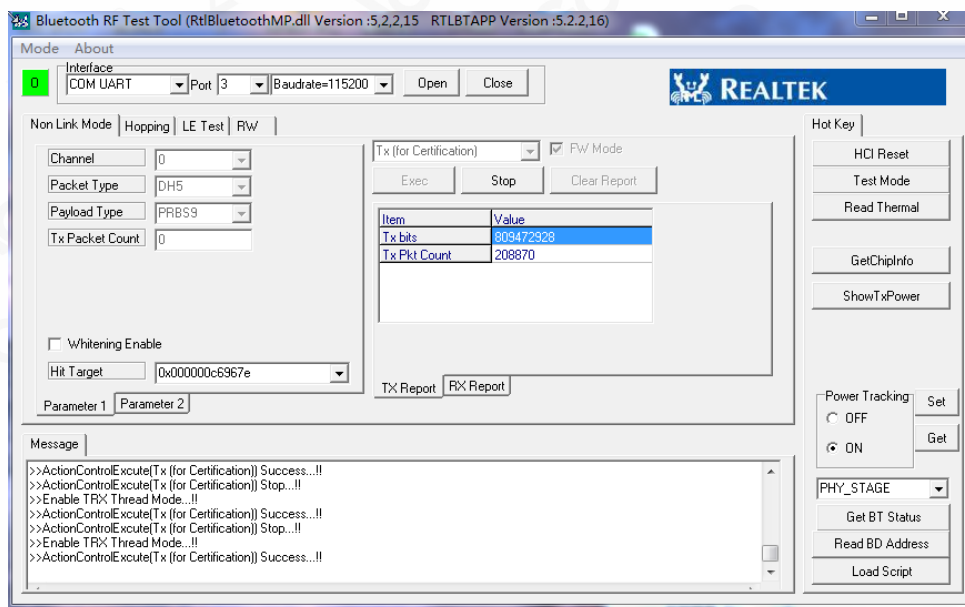 Bluetooth RF Test Tool (RtlBluetoothMP.dll Version :5,2,2,15   RTLBTAPP Version :5.2.2,16)
Mode About
Interface
0 COM UART Port 3 Baudrate=115200 Open Close
REALTEK
Non Link Mode Hopping LE Test RW
Hot Key
Channel 0
Tx (for Certification) FW Mode
HCI Reset
Packet Type DH5
Exec Stop Clear Report
Test Mode
Payload Type PRBS9
Read Thermal
Item Value
Tx Packet Count 0
Tx bits 809472928
Tx Pkt Count 208870
GetChipInfo
ShowTxPower
Whitening Enable
Hit Target 0x000000c6967e
TX Report RX Report
Parameter 1 Parameter 2
Power Tracking
OFF
Set
ON
Get
Message
>>ActionControlExcute(Tx (for Certification)) Success...!!
>>ActionControlExcute(Tx (for Certification)) Stop...!!
>>Enable TRX Thread Mode...!!
>>ActionControlExcute(Tx (for Certification)) Success...!!
>>ActionControlExcute(Tx (for Certification)) Stop...!!
>>Enable TRX Thread Mode...!!
>>ActionControlExcute(Tx (for Certification)) Success...!!
PHY_STAGE
Get BT Status
Read BD Address
Load Script